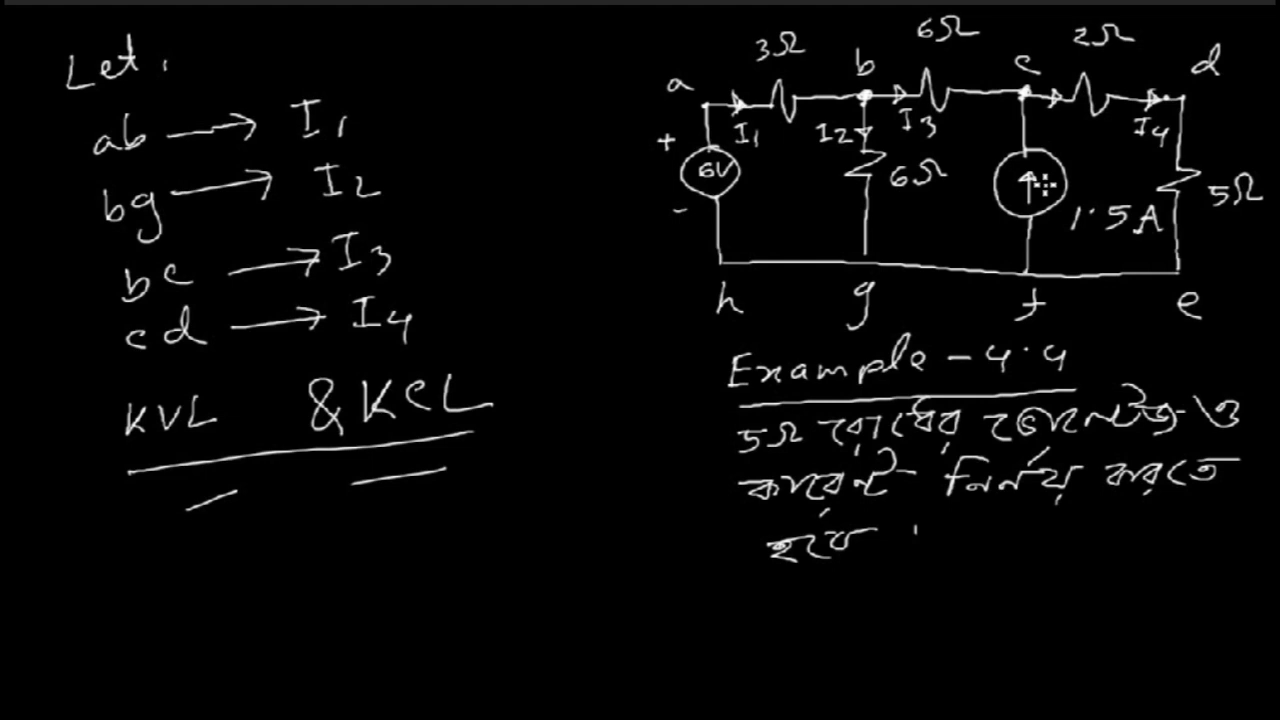 Let,
ab → I₁
bg → I₂
bc → I₃
cd → I₄
KVL & KCL
3Ω 6Ω 2Ω
a b c d
I₁ I₂ I₃ I₄
+ 6V -
6Ω 1.5A 5Ω
h g f e
Example - 4.4
5Ω রোধের ভোল্টেজ ও
কারেন্ট নির্ণয় করতে
হবে।